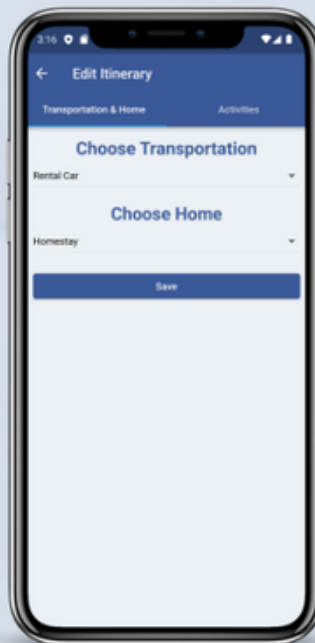 3:16
Edit Itinerary
Transportation & Home Activities
Choose Transportation
Rental Car
Choose Home
Homestay
Save